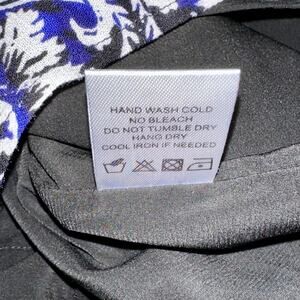 HAND WASH COLD
NO BLEACH
DO NOT TUMBLE DRY
HANG DRY
COOL IRON IF NEEDED